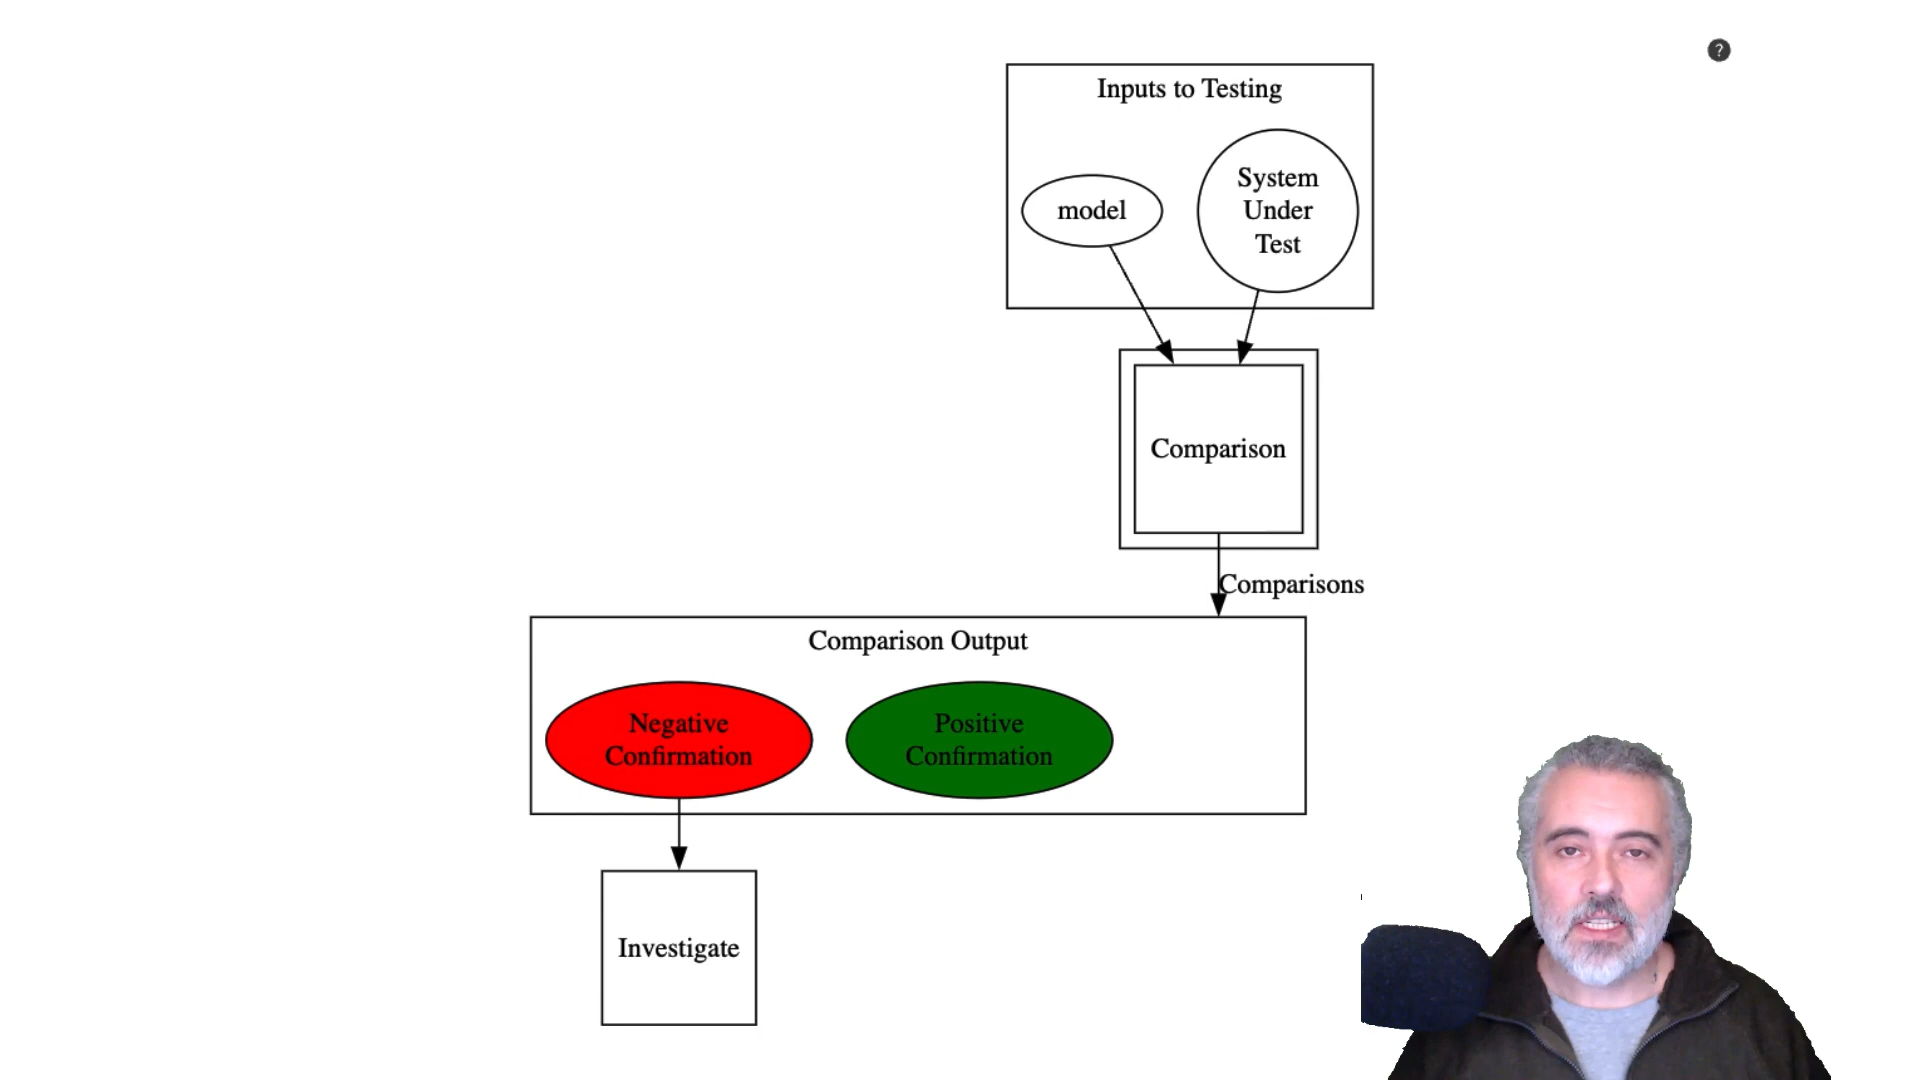 ?
Inputs to Testing
model
System
Under
Test
Comparison
Comparisons
Comparison Output
Negative
Confirmation
Positive
Confirmation
Investigate